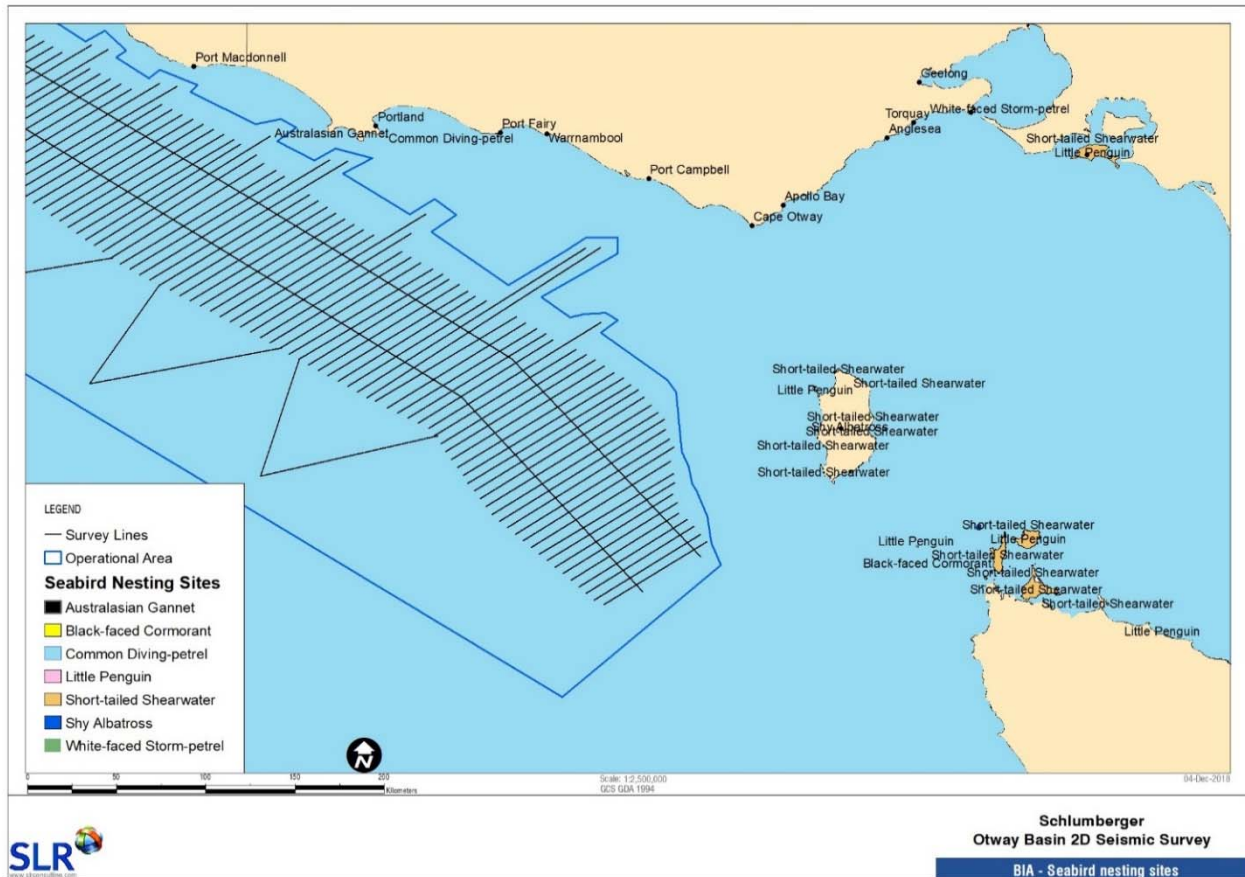 Port Macdonnell
Geelong
Portland
Port Fairy
Torquay
White-faced Storm-petrel
Australasian Gannet
Common Diving-petrel
Warrnambool
Anglesea
Short-tailed Shearwater
Little Penguin
Port Campbell
Apollo Bay
Cape Otway
Short-tailed Shearwater
Little Penguin
Short-tailed Shearwater
Short-tailed Shearwater
Shy Albatross
Short-tailed Shearwater
Short-tailed-Shearwater
Short-tailed-Shearwater
Short-tailed Shearwater
Little Penguin
Little Penguin
Short-tailed Shearwater
Black-faced Cormorant
Short-tailed Shearwater
Short-tailed Shearwater
Short-tailed-Shearwater
Little Penguin
LEGEND
Survey Lines
Operational Area
Seabird Nesting Sites
Australasian Gannet
Black-faced Cormorant
Common Diving-petrel
Little Penguin
Short-tailed Shearwater
Shy Albatross
White-faced Storm-petrel
N
0 50 100 150 200
Kilometers
Scale: 1:2,500,000
GCS GDA 1994
04-Dec-2018
SLR
Schlumberger
Otway Basin 2D Seismic Survey
BIA - Seabird nesting sites